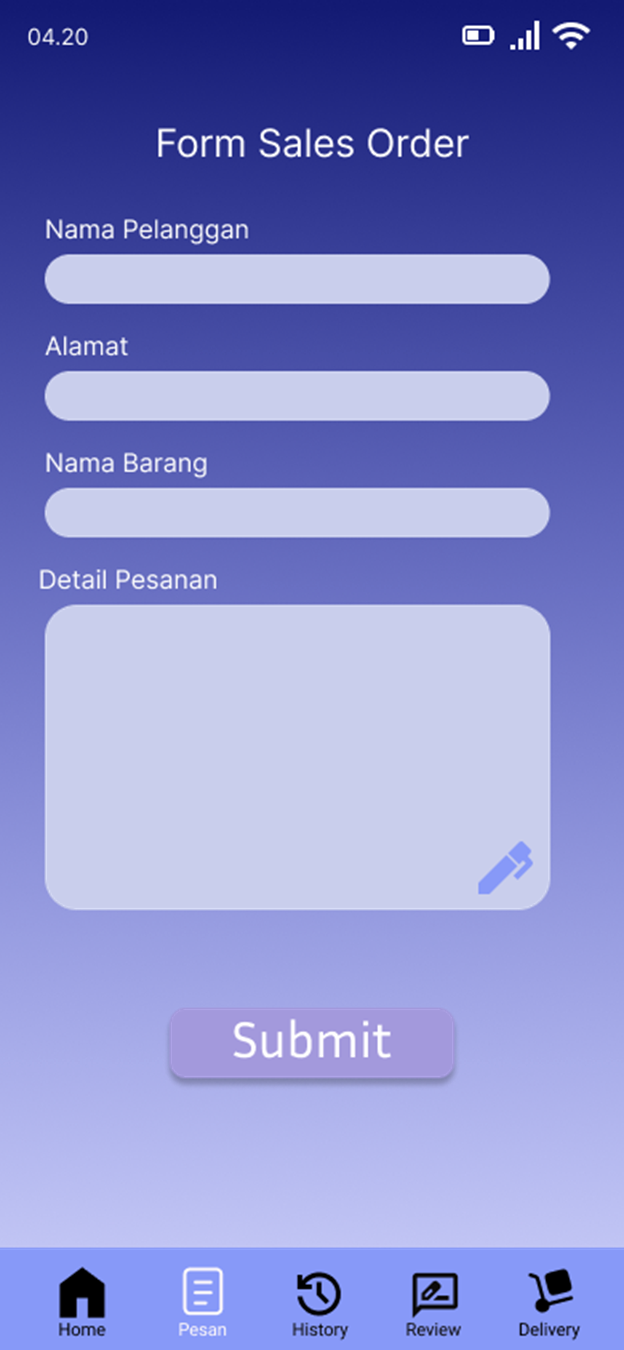 04.20
Form Sales Order
Nama Pelanggan
Alamat
Nama Barang
Detail Pesanan
Submit
Home
Pesan
History
Review
Delivery